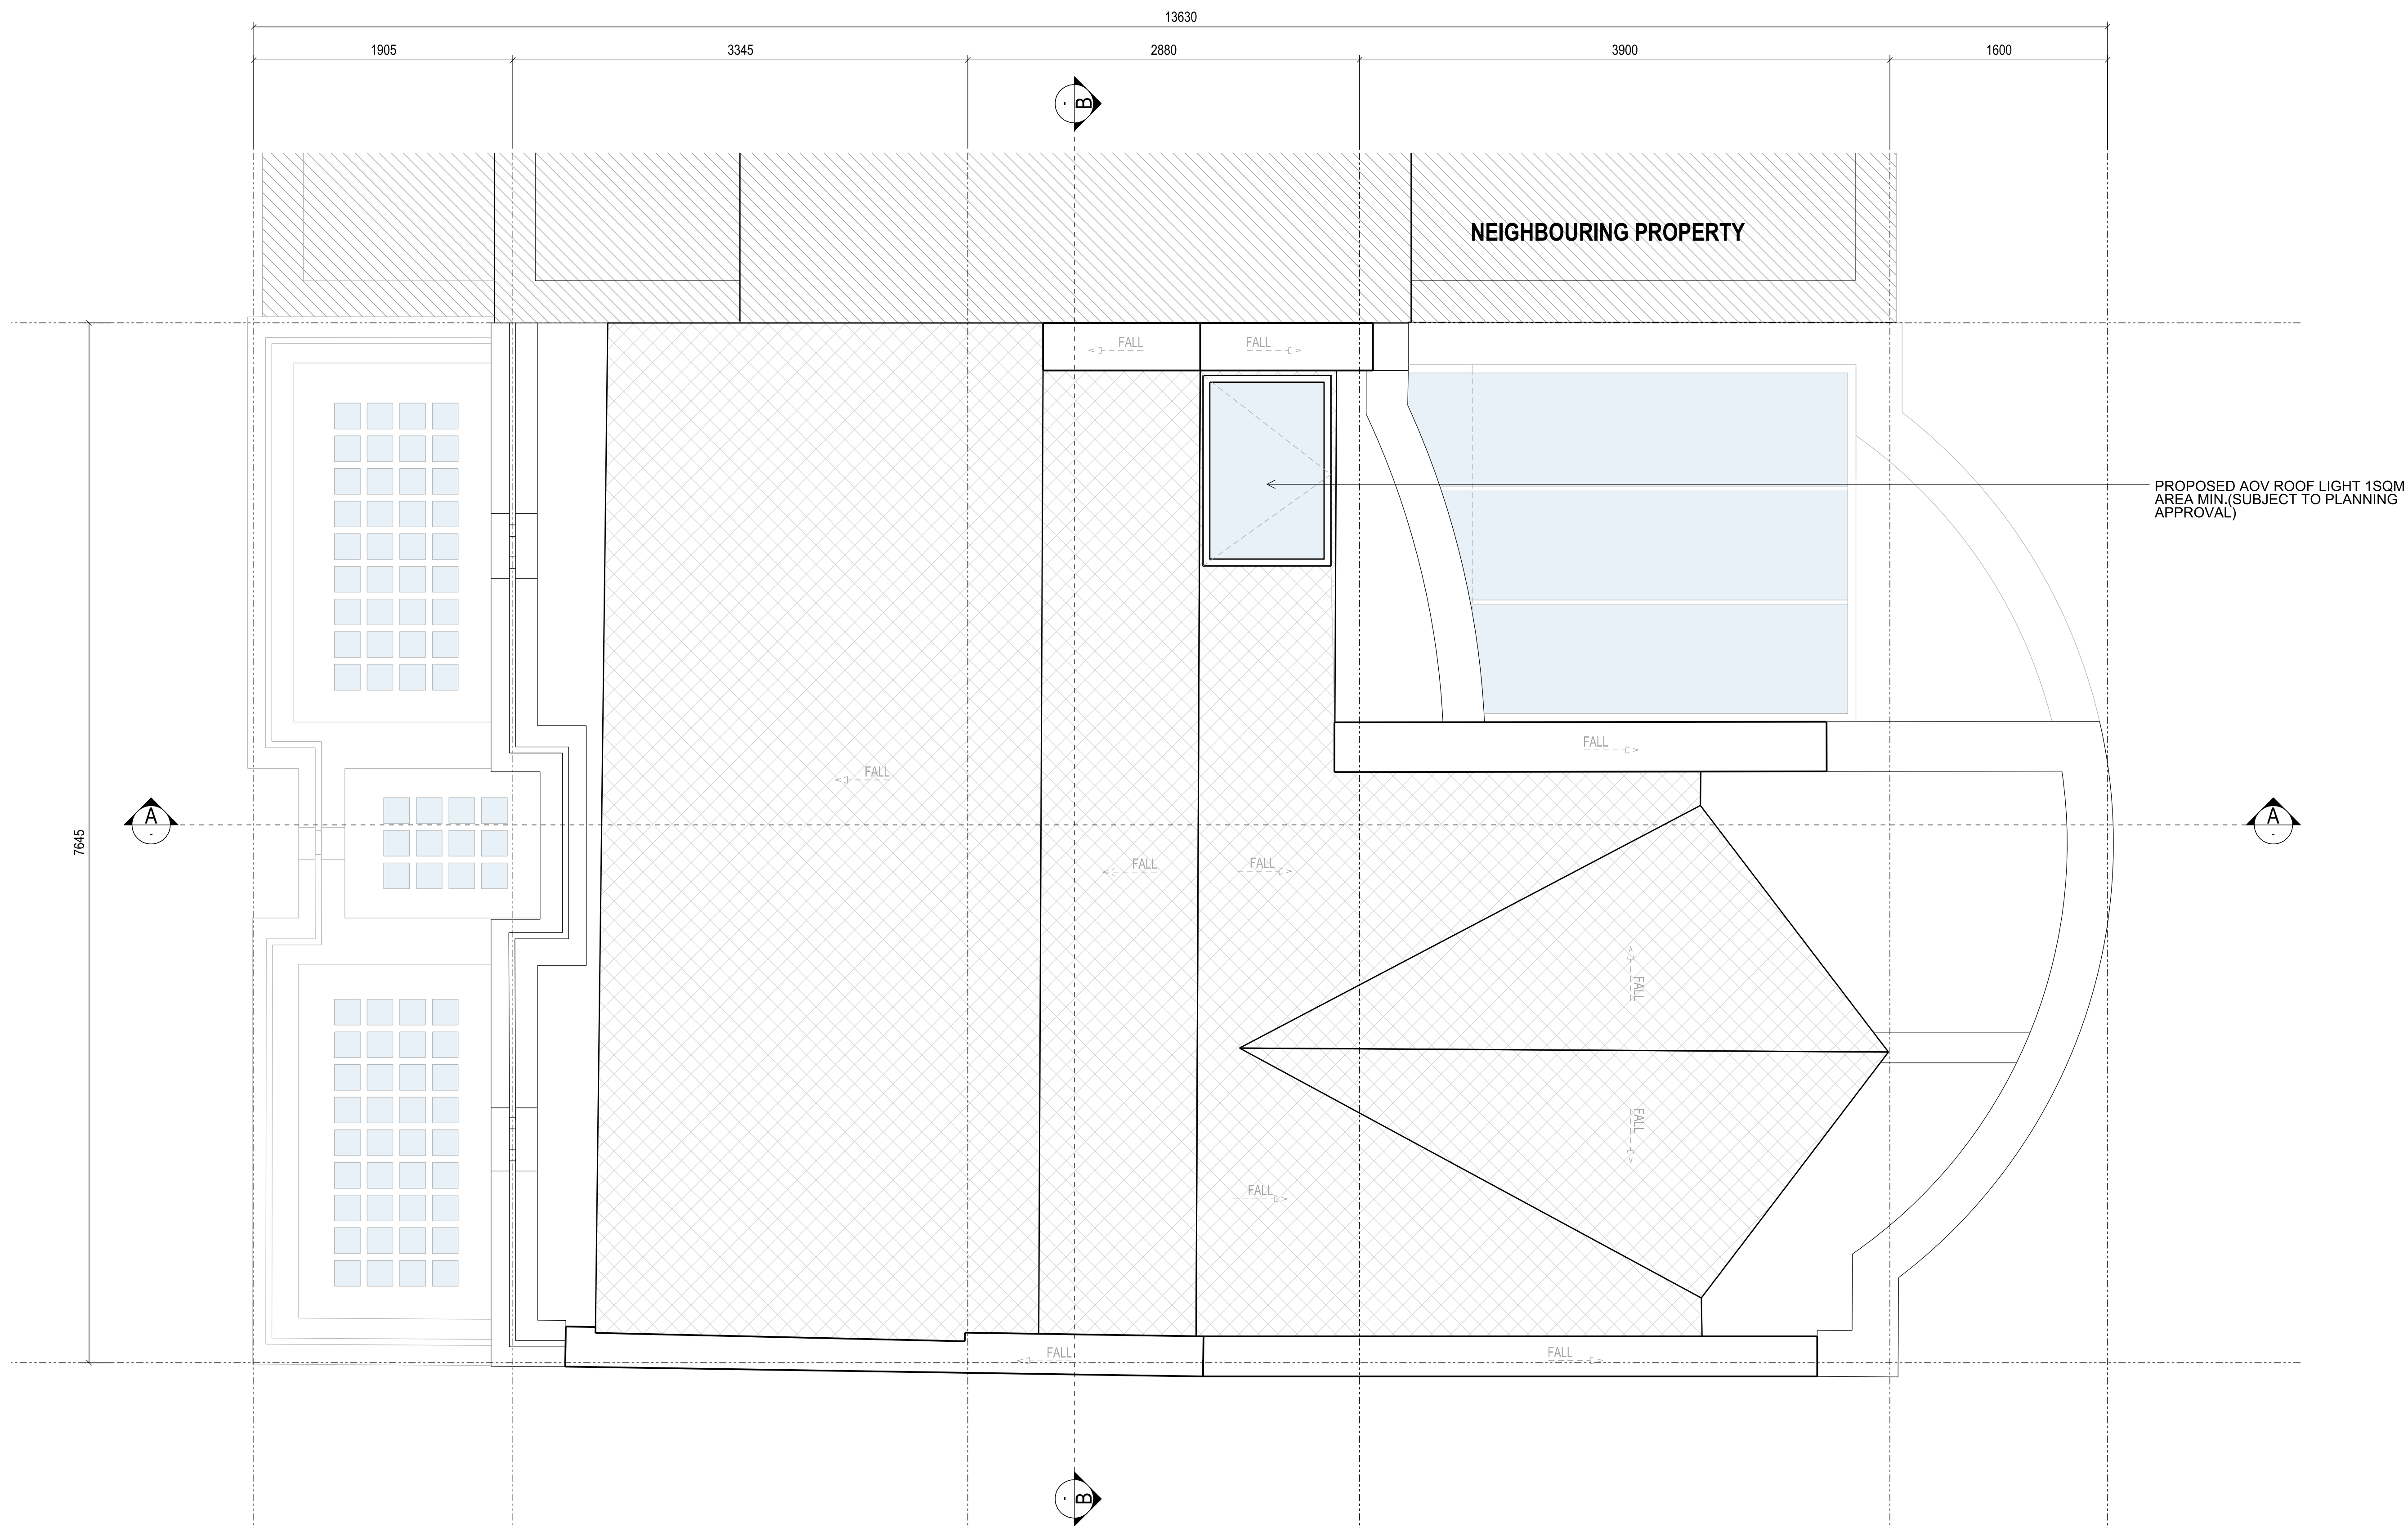 13630
1905
3345
2880
3900
1600
B
-
NEIGHBOURING PROPERTY
FALL
FALL
PROPOSED AOV ROOF LIGHT 1SQM
AREA MIN.(SUBJECT TO PLANNING
APPROVAL)
FALL
FALL
A
-
A
-
7645
FALL
FALL
FALL
FALL
FALL
FALL
FALL
B
-